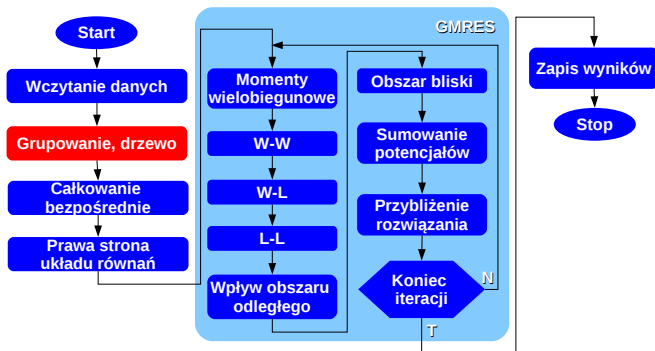 Start
Wczytanie danych
Grupowanie, drzewo
Całkowanie
bezpośrednie
Prawa strona
układu równań
GMRES
Momenty
wielobiegunowe
W-W
W-L
L-L
Wpływ obszaru
odległego
Obszar bliski
Sumowanie
potencjałów
Przybliżenie
rozwiązania
Koniec
iteracji
N
T
Zapis wyników
Stop